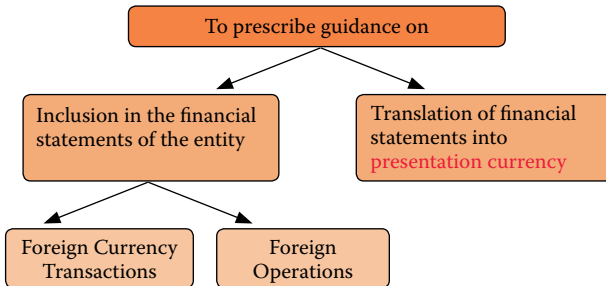 To prescribe guidance on
Inclusion in the financial
statements of the entity
Translation of financial
statements into
presentation currency
Foreign Currency
Transactions
Foreign
Operations